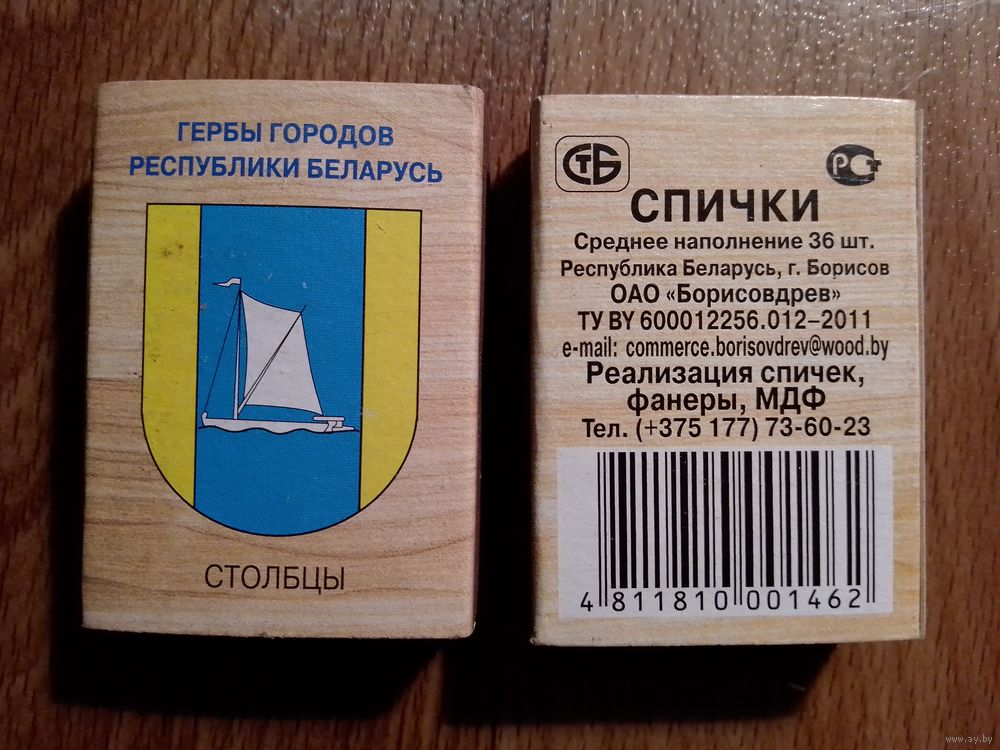 ГЕРБЫ ГОРОДОВ
РЕСПУБЛИКИ БЕЛАРУСЬ
СТОЛБЦЫ
СТБ
РСТ
СПИЧКИ
Среднее наполнение 36 шт.
Республика Беларусь, г. Борисов
ОАО «Борисовдрев»
ТУ BY 600012256.012–2011
e-mail: commerce.borisovdrev@wood.by
Реализация спичек,
фанеры, МДФ
Тел. (+375 177) 73-60-23
4 811810 001462
www.ay.by